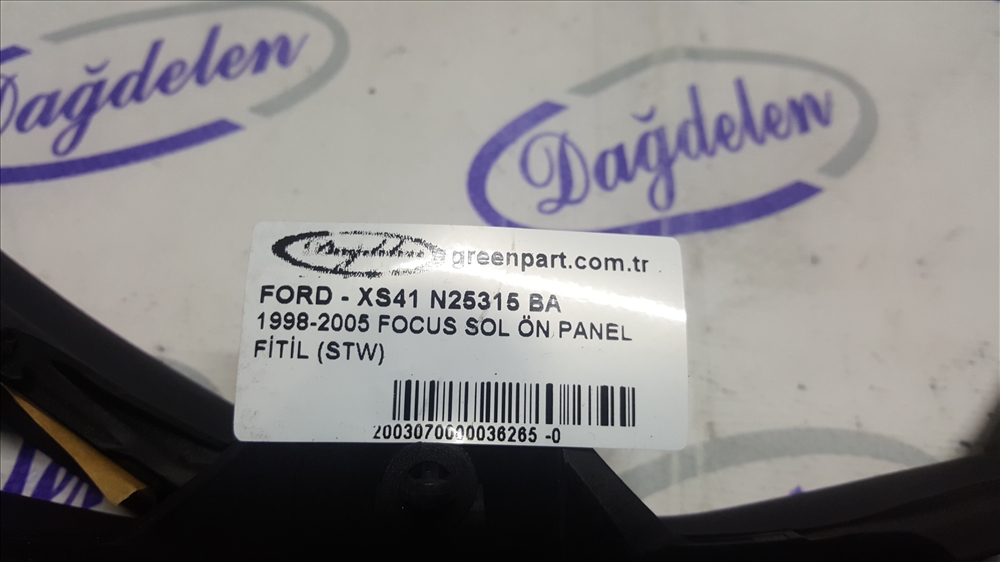 Dağdelen
Dağdelen
greenpart.com.tr
FORD - XS41 N25315 BA
1998-2005 FOCUS SOL ÖN PANEL
FİTİL (STW)
2003070000036265 -0